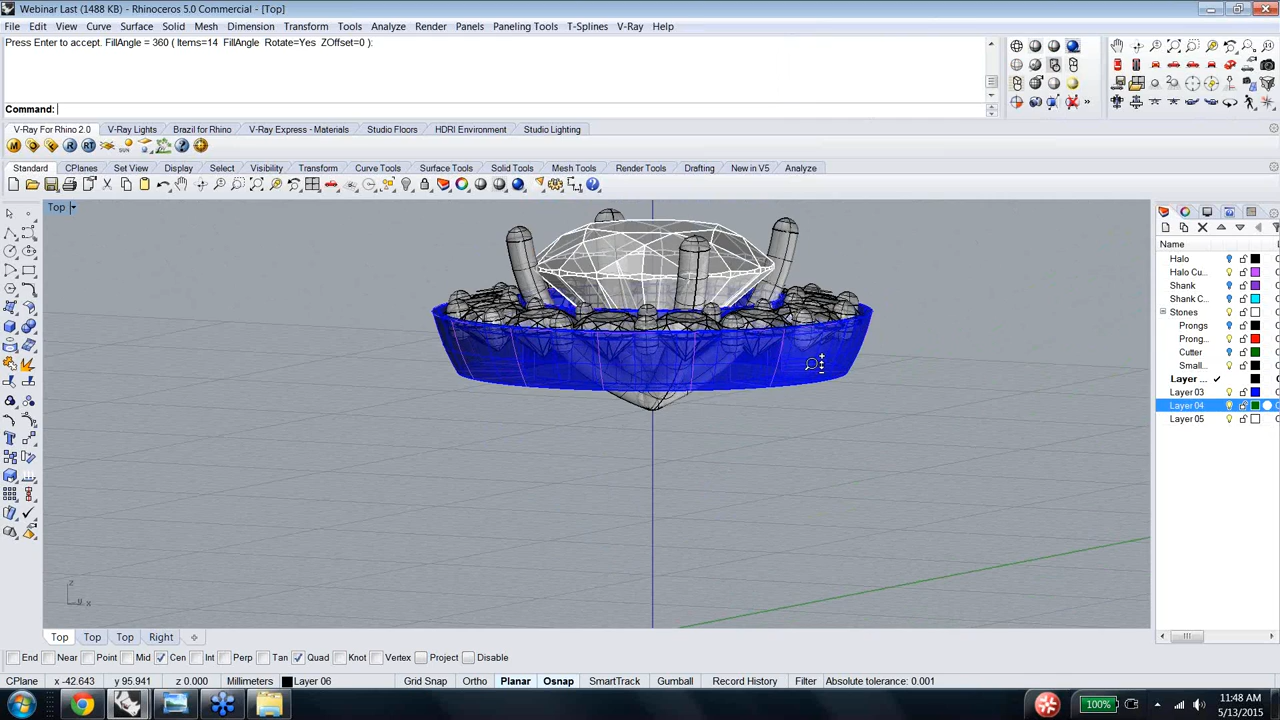 Webinar Last (1488 KB) - Rhinoceros 5.0 Commercial - [Top]
File Edit View Curve Surface Solid Mesh Dimension Transform Tools Analyze Render Panels Paneling Tools T-Splines V-Ray Help
Press Enter to accept. FillAngle = 360 ( Items=14 FillAngle Rotate=Yes ZOffset=0 ):
Command:
V-Ray For Rhino 2.0 V-Ray Lights Brazil for Rhino V-Ray Express - Materials Studio Floors HDRI Environment Studio Lighting
Standard CPlanes Set View Display Select Visibility Transform Curve Tools Surface Tools Solid Tools Mesh Tools Render Tools Drafting New in V5 Analyze
Top
Name
Halo
Halo Cu...
Shank
Shank C...
Stones
Prongs
Prong...
Cutter
Small...
Layer ...
Layer 03
Layer 04
Layer 05
z
y x
Top Top Top Right
End Near Point Mid Cen Int Perp Tan Quad Knot Vertex Project Disable
CPlane x -42.643 y 95.941 z 0.000 Millimeters Layer 06 Grid Snap Ortho Planar Osnap SmartTrack Gumball Record History Filter Absolute tolerance: 0.001
100% 11:48 AM
5/13/2015